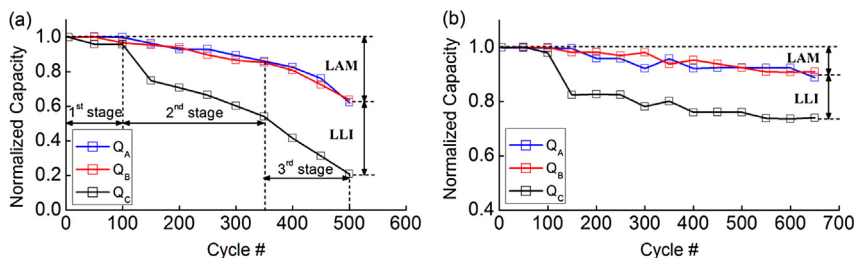 (a)
Normalized Capacity
1.0
0.8
0.6
0.4
0.2
0.0
LAM
LLI
1st stage
2nd stage
3rd stage
QA
QB
QC
0 100 200 300 400 500 600
Cycle #
(b)
Normalized Capacity
1.0
0.8
0.6
0.4
LAM
LLI
QA
QB
QC
0 100 200 300 400 500 600 700
Cycle #